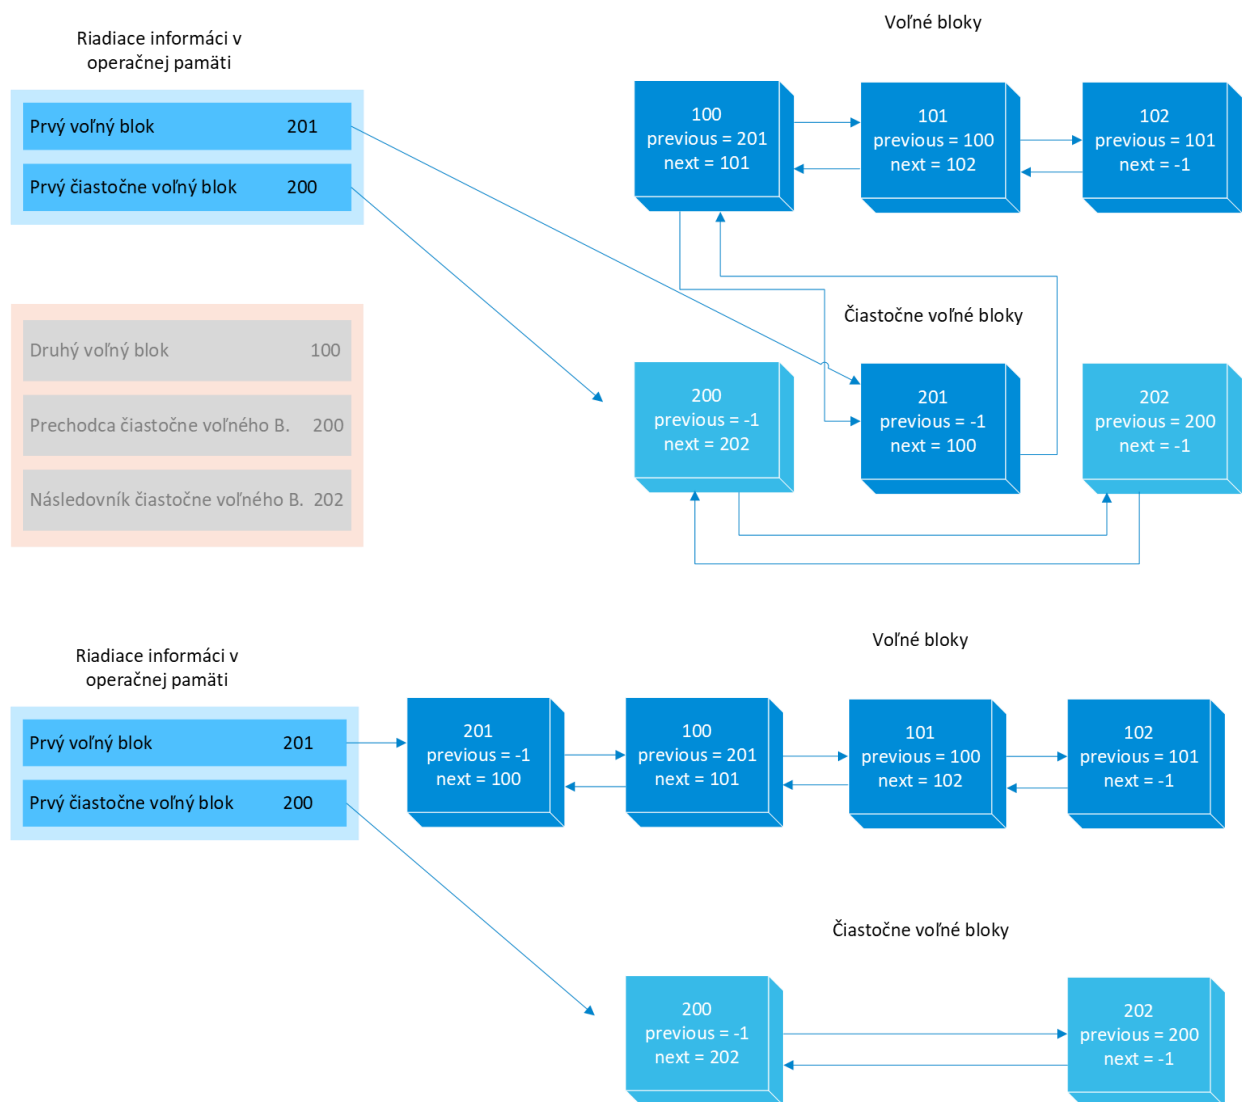 Voľné bloky
Riadiace informáci v
operačnej pamäti
Prvý voľný blok 201
Prvý čiastočne voľný blok 200
100
previous = 201
next = 101
101
previous = 100
next = 102
102
previous = 101
next = -1
Druhý voľný blok 100
Prechodca čiastočne voľného B. 200
Následovník čiastočne voľného B. 202
Čiastočne voľné bloky
200
previous = -1
next = 202
201
previous = -1
next = 100
202
previous = 200
next = -1
Voľné bloky
Riadiace informáci v
operačnej pamäti
Prvý voľný blok 201
Prvý čiastočne voľný blok 200
201
previous = -1
next = 100
100
previous = 201
next = 101
101
previous = 100
next = 102
102
previous = 101
next = -1
Čiastočne voľné bloky
200
previous = -1
next = 202
202
previous = 200
next = -1